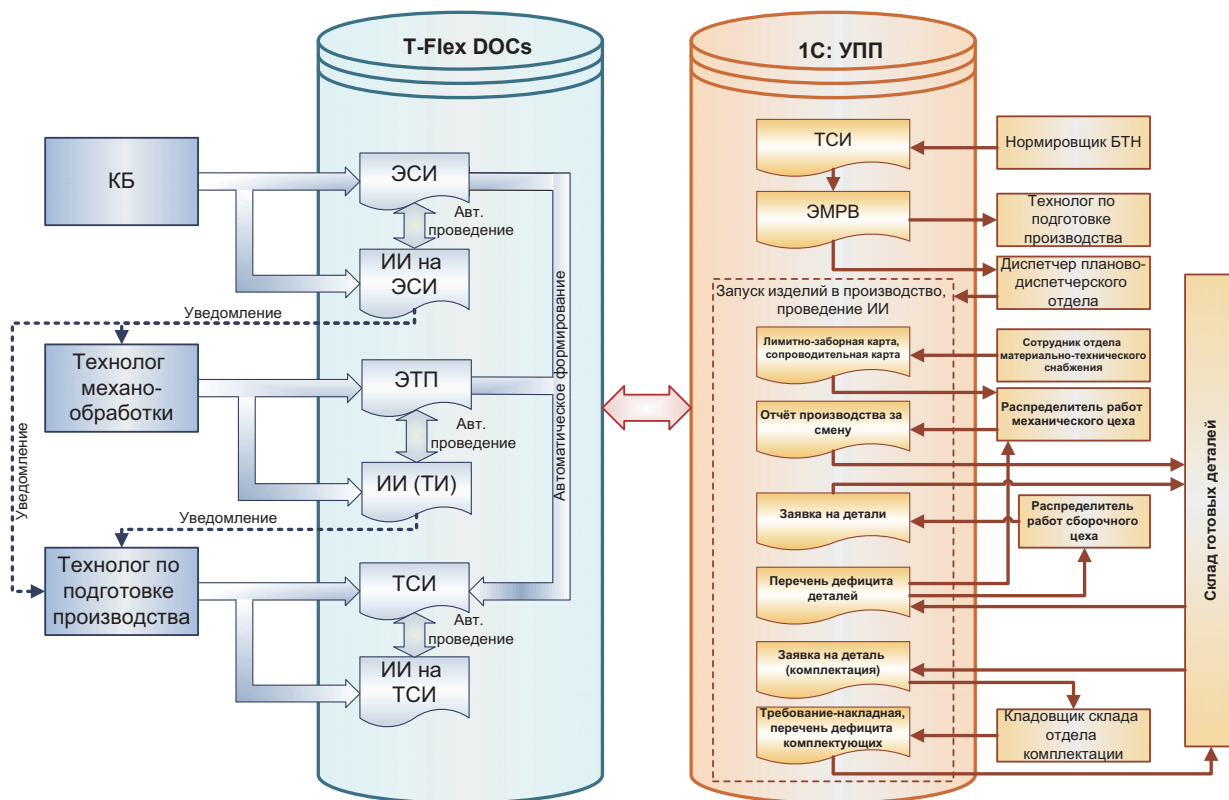 T-Flex DOCs
КБ
ЭСИ
Авт.
проведение
ИИ на
ЭСИ
Уведомление
Технолог
механо-
обработки
ЭТП
Авт.
проведение
ИИ (ТИ)
Уведомление
Уведомление
Технолог по
подготовке
производства
ТСИ
Авт.
проведение
ИИ на
ТСИ
Автоматическое формирование
1С: УПП
ТСИ
Нормировщик БТН
ЭМРВ
Технолог по
подготовке
производства
Диспетчер планово-
диспетчерского
отдела
Запуск изделий в производство,
проведение ИИ
Лимитно-заборная карта,
сопроводительная карта
Сотрудник отдела
материально-технического
снабжения
Отчёт производства за
смену
Распределитель работ
механического цеха
Заявка на детали
Распределитель
работ сборочного
цеха
Перечень дефицита
деталей
Заявка на деталь
(комплектация)
Требование-накладная,
перечень дефицита
комплектующих
Кладовщик склада
отдела
комплектации
Склад готовых деталей